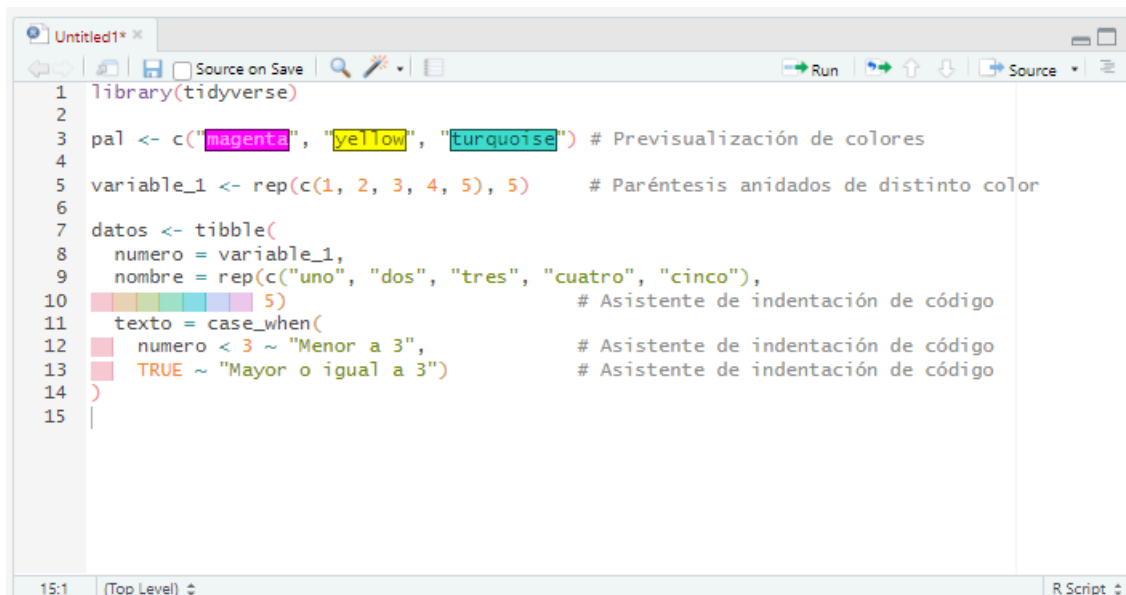 Untitled1*
Source on Save Run Source
1 library(tidyverse)
2
3 pal <- c("magenta", "yellow", "turquoise") # Previsualización de colores
4
5 variable_1 <- rep(c(1, 2, 3, 4, 5), 5) # Paréntesis anidados de distinto color
6
7 datos <- tibble(
8 numero = variable_1,
9 nombre = rep(c("uno", "dos", "tres", "cuatro", "cinco"),
10 5) # Asistente de indentación de código
11 texto = case_when(
12 numero < 3 ~ "Menor a 3", # Asistente de indentación de código
13 TRUE ~ "Mayor o igual a 3") # Asistente de indentación de código
14 )
15
15:1 (Top Level) R Script